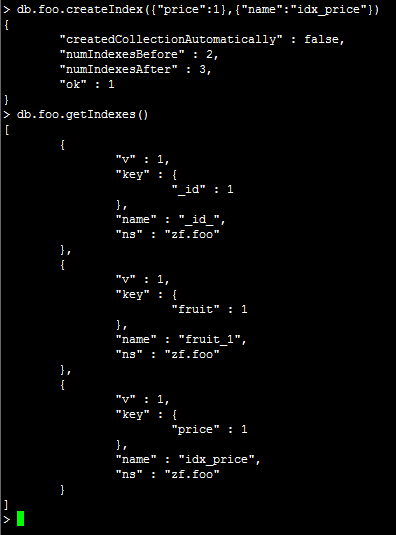 > db.foo.createIndex({"price":1},{"name":"idx_price"})
{
        "createdCollectionAutomatically" : false,
        "numIndexesBefore" : 2,
        "numIndexesAfter" : 3,
        "ok" : 1
}
> db.foo.getIndexes()
[
        {
                "v" : 1,
                "key" : {
                        "_id" : 1
                },
                "name" : "_id_",
                "ns" : "zf.foo"
        },
        {
                "v" : 1,
                "key" : {
                        "fruit" : 1
                },
                "name" : "fruit_1",
                "ns" : "zf.foo"
        },
        {
                "v" : 1,
                "key" : {
                        "price" : 1
                },
                "name" : "idx_price",
                "ns" : "zf.foo"
        }
]
>